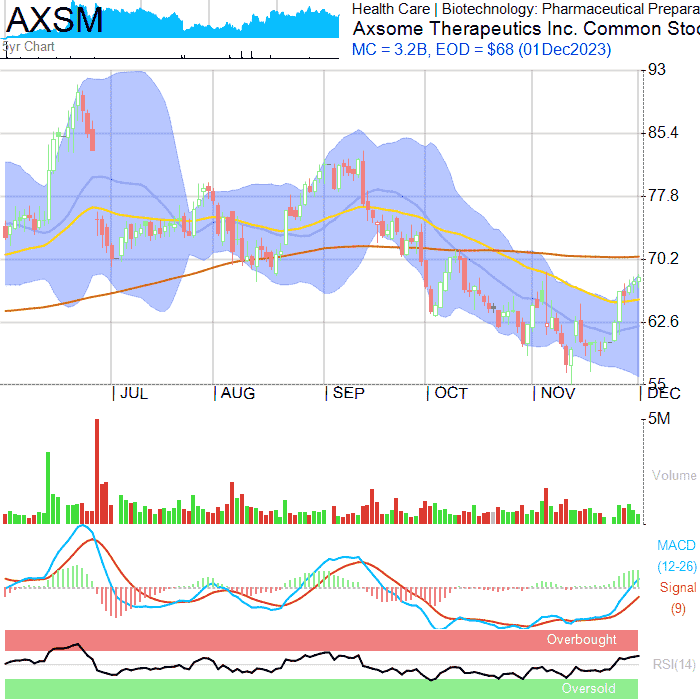 AXSM
5yr Chart
Health Care | Biotechnology: Pharmaceutical Prepara
Axsome Therapeutics Inc. Common Stoc
MC = 3.2B, EOD = $68 (01Dec2023)
93
85.4
77.8
70.2
62.6
55
JUL AUG SEP OCT NOV DEC
5M
Volume
MACD
(12-26)
Signal
(9)
Overbought
RSI(14)
Oversold